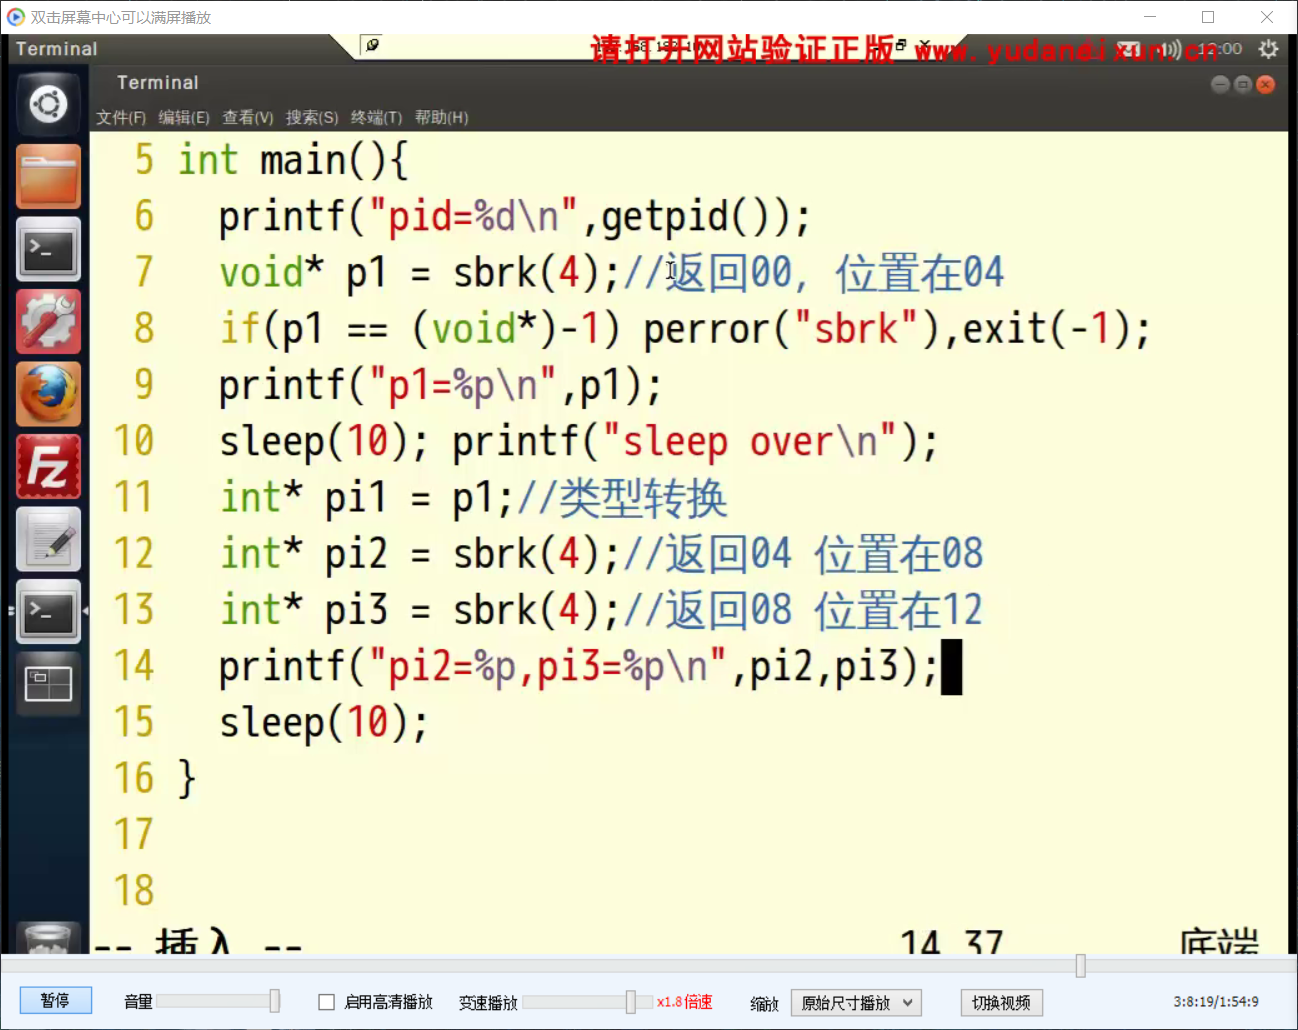 双击屏幕中心可以满屏播放
Terminal
请打开网站验证正版 www.yudandixun.cn
Terminal
文件(F) 编辑(E) 查看(V) 搜索(S) 终端(T) 帮助(H)
5 int main(){
6 printf("pid=%d\n",getpid());
7 void* p1 = sbrk(4);//返回00, 位置在04
8 if(p1 == (void*)-1) perror("sbrk"),exit(-1);
9 printf("p1=%p\n",p1);
10 sleep(10); printf("sleep over\n");
11 int* pi1 = p1;//类型转换
12 int* pi2 = sbrk(4);//返回04 位置在08
13 int* pi3 = sbrk(4);//返回08 位置在12
14 printf("pi2=%p,pi3=%p\n",pi2,pi3);
15 sleep(10);
16 }
17
18
-- 插入 -- 14,37 底端
暂停 音量 启用高清播放 变速播放 x1.8倍速 缩放 原始尺寸播放 切换视频 3:8:19/1:54:9